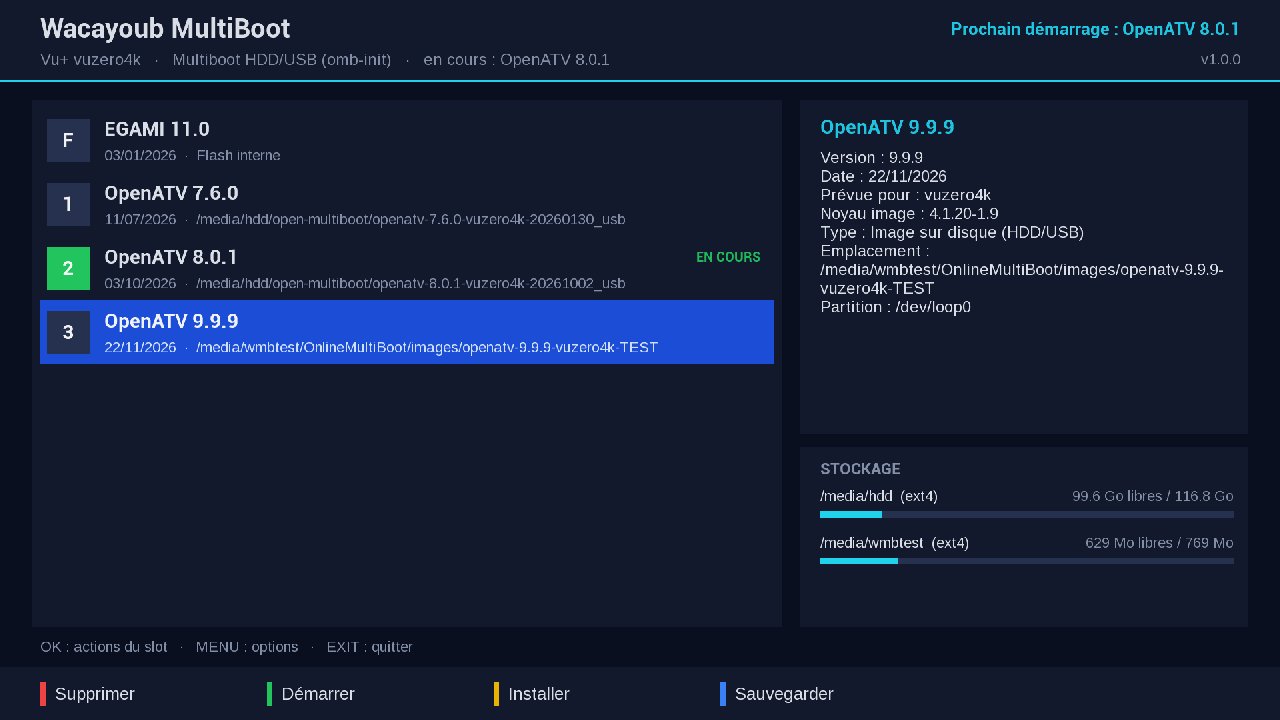 Wacayoub MultiBoot
Prochain démarrage : OpenATV 8.0.1
Vu+ vuzero4k · Multiboot HDD/USB (omb-init) · en cours : OpenATV 8.0.1
v1.0.0
F
EGAMI 11.0
03/01/2026 · Flash interne
1
OpenATV 7.6.0
11/07/2026 · /media/hdd/open-multiboot/openatv-7.6.0-vuzero4k-20260130_usb
2
OpenATV 8.0.1
EN COURS
03/10/2026 · /media/hdd/open-multiboot/openatv-8.0.1-vuzero4k-20261002_usb
3
OpenATV 9.9.9
22/11/2026 · /media/wmbtest/OnlineMultiBoot/images/openatv-9.9.9-vuzero4k-TEST
OpenATV 9.9.9
Version : 9.9.9
Date : 22/11/2026
Prévue pour : vuzero4k
Noyau image : 4.1.20-1.9
Type : Image sur disque (HDD/USB)
Emplacement :
/media/wmbtest/OnlineMultiBoot/images/openatv-9.9.9-
vuzero4k-TEST
Partition : /dev/loop0
STOCKAGE
/media/hdd (ext4)
99.6 Go libres / 116.8 Go
/media/wmbtest (ext4)
629 Mo libres / 769 Mo
OK : actions du slot · MENU : options · EXIT : quitter
Supprimer
Démarrer
Installer
Sauvegarder